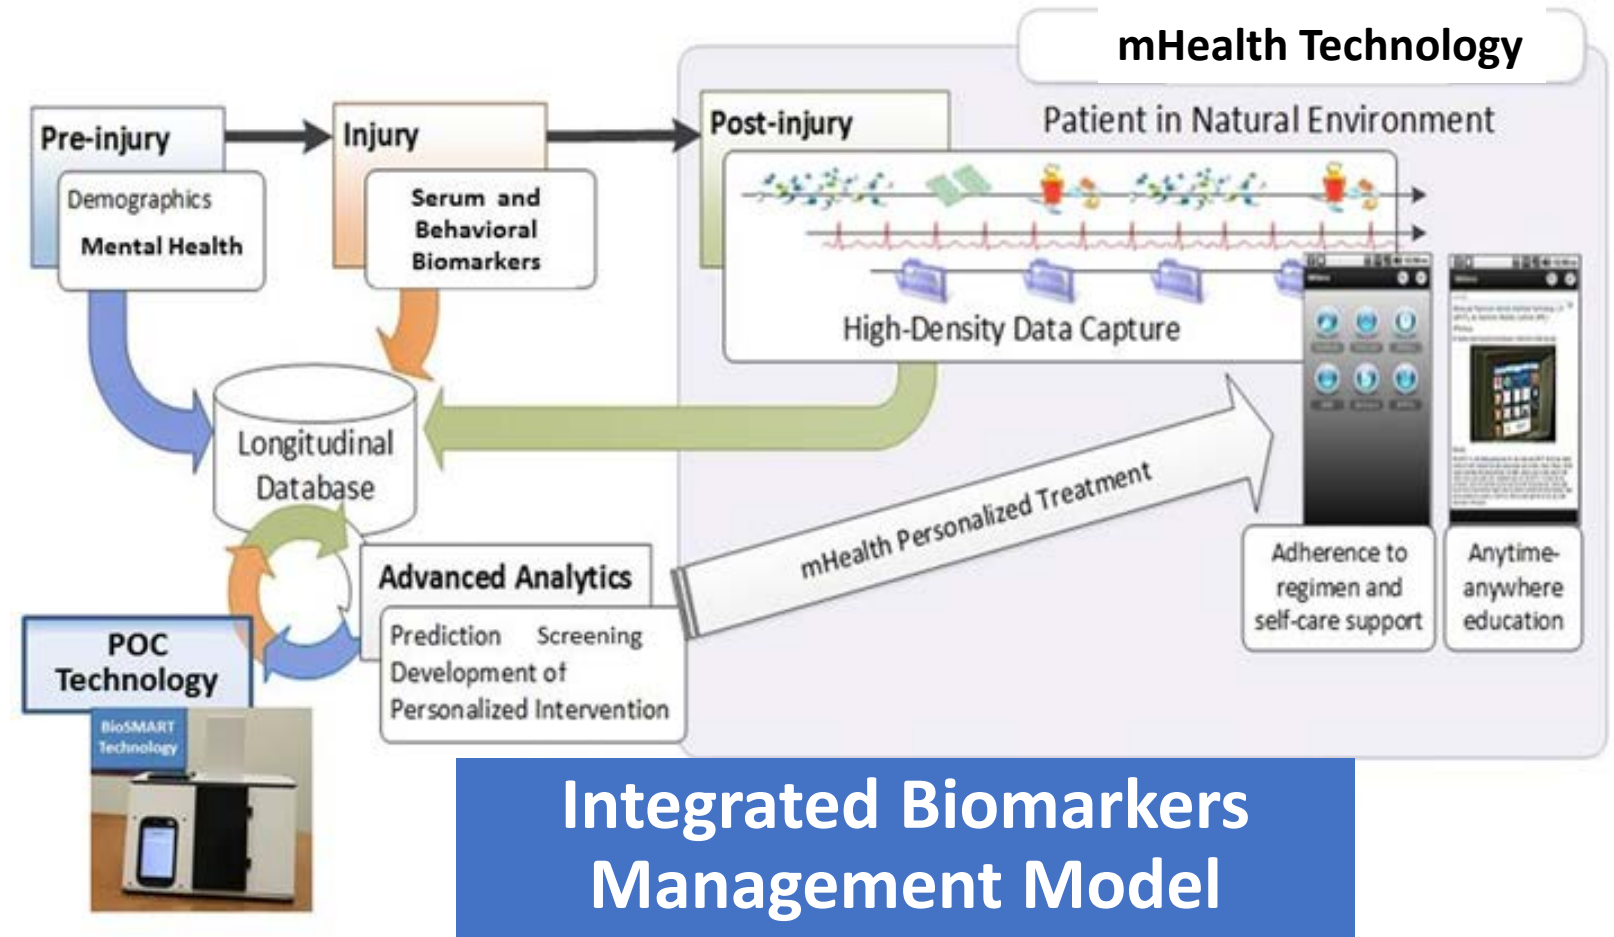 mHealth Technology
Patient in Natural Environment
Pre-injury
Demographics
Mental Health
Injury
Serum and
Behavioral
Biomarkers
Post-injury
High-Density Data Capture
Longitudinal
Database
mHealth Personalized Treatment
Adherence to
regimen and
self-care support
Anytime-
anywhere
education
Advanced Analytics
Prediction Screening
Development of
Personalized Intervention
POC
Technology
BioSMART
Technology
Integrated Biomarkers
Management Model